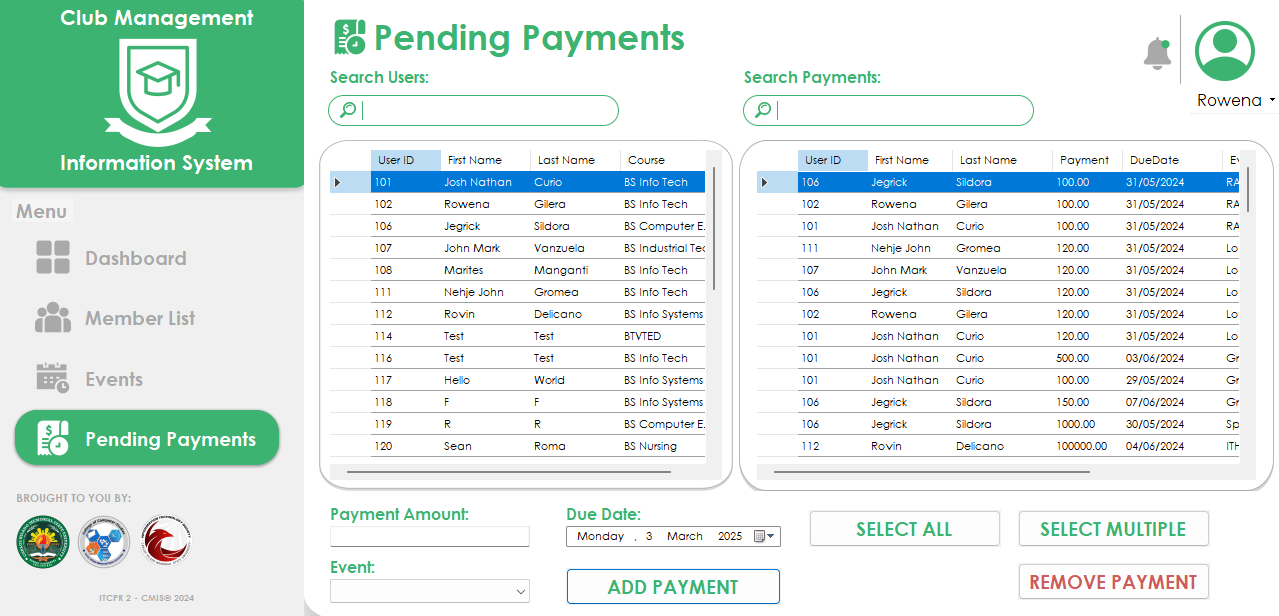 Club Management
Information System
Menu
Dashboard
Member List
Events
Pending Payments
BROUGHT TO YOU BY:
ITCPR 2 - CMIS© 2024
Pending Payments
Rowena
Search Users:
Search Payments:
User ID First Name Last Name Course
101 Josh Nathan Curio BS Info Tech
102 Rowena Gilera BS Info Tech
106 Jegrick Sildora BS Computer E.
107 John Mark Vanzuela BS Industrial Tec
108 Marites Manganti BS Info Tech
111 Nehje John Gromea BS Info Tech
112 Rovin Delicano BS Info Systems
114 Test Test BTVTED
116 Test Test BS Info Tech
117 Hello World BS Info Systems
118 F F BS Info Systems
119 R R BS Computer E.
120 Sean Roma BS Nursing
User ID First Name Last Name Payment DueDate Ev
106 Jegrick Sildora 100.00 31/05/2024 RA
102 Rowena Gilera 100.00 31/05/2024 RA
101 Josh Nathan Curio 100.00 31/05/2024 RA
111 Nehje John Gromea 120.00 31/05/2024 Lo
107 John Mark Vanzuela 120.00 31/05/2024 Lo
106 Jegrick Sildora 120.00 31/05/2024 Lo
102 Rowena Gilera 120.00 31/05/2024 Lo
101 Josh Nathan Curio 120.00 31/05/2024 Lo
101 Josh Nathan Curio 500.00 03/06/2024 Gr
101 Josh Nathan Curio 100.00 29/05/2024 Gr
106 Jegrick Sildora 150.00 07/06/2024 Gr
106 Jegrick Sildora 1000.00 30/05/2024 Sp
112 Rovin Delicano 100000.00 04/06/2024 ITH
Payment Amount:
Due Date:
Monday , 3 March 2025
Event:
ADD PAYMENT
SELECT ALL
SELECT MULTIPLE
REMOVE PAYMENT